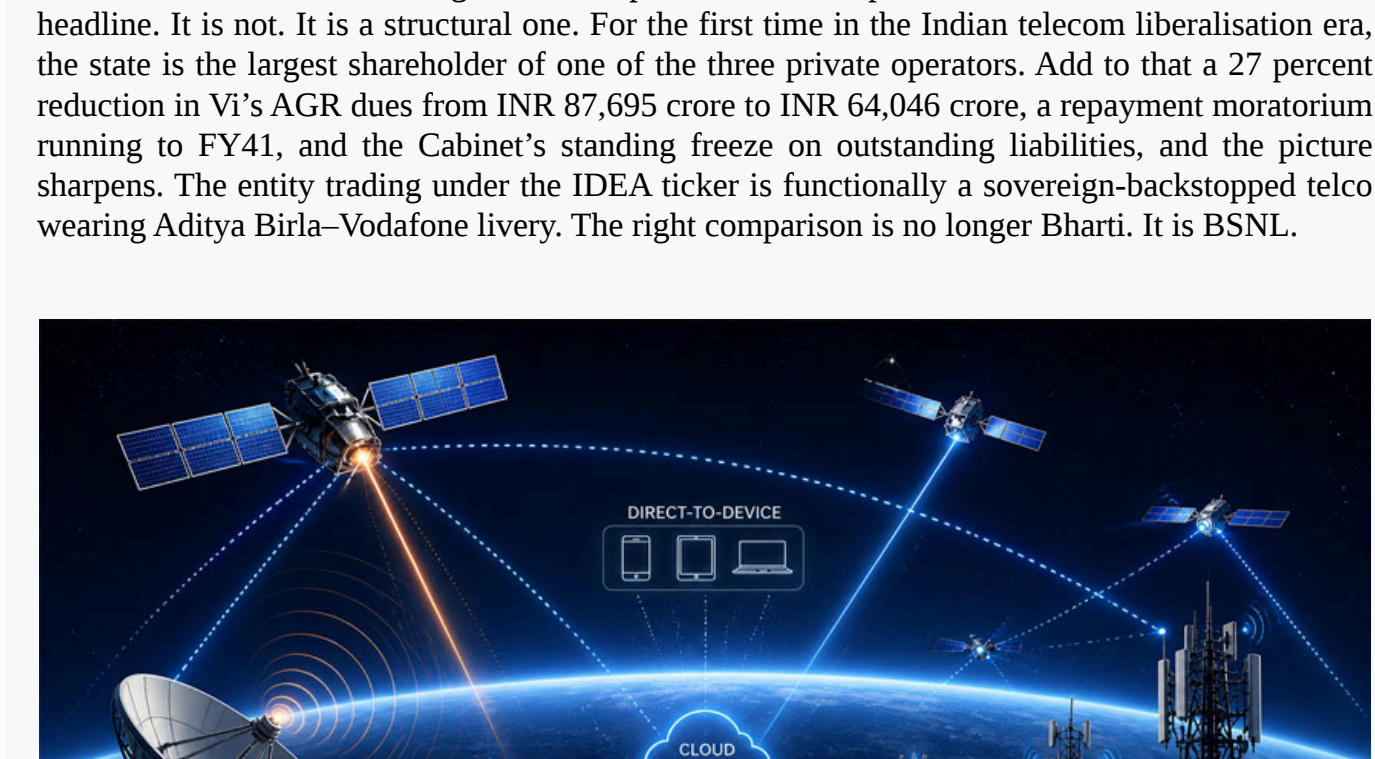 headline. It is not. It is a structural one. For the first time in the Indian telecom liberalisation era,
the state is the largest shareholder of one of the three private operators. Add to that a 27 percent
reduction in Vi’s AGR dues from INR 87,695 crore to INR 64,046 crore, a repayment moratorium
running to FY41, and the Cabinet’s standing freeze on outstanding liabilities, and the picture
sharpens. The entity trading under the IDEA ticker is functionally a sovereign-backstopped telco
wearing Aditya Birla–Vodafone livery. The right comparison is no longer Bharti. It is BSNL.
DIRECT-TO-DEVICE
CLOUD